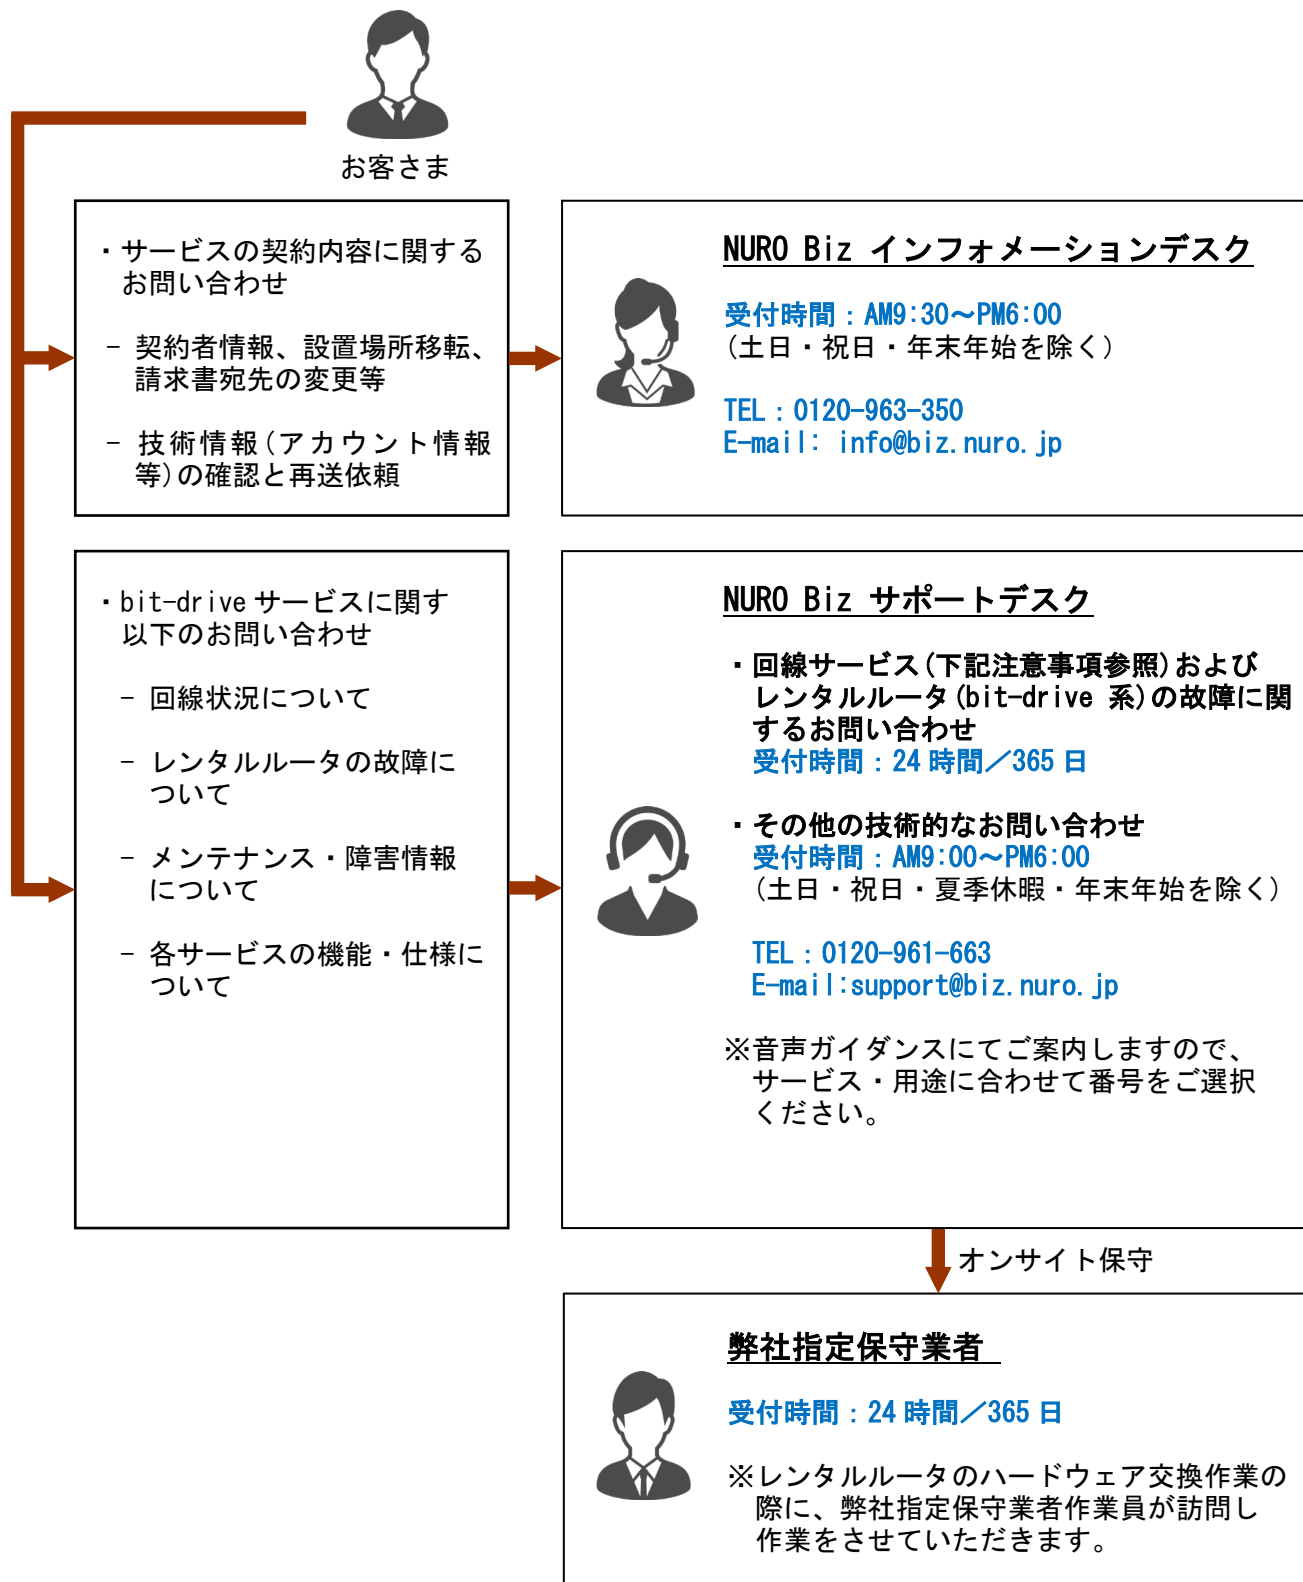 お客さま
・サービスの契約内容に関する
お問い合わせ
− 契約者情報、設置場所移転、
請求書宛先の変更等
− 技術情報(アカウント情報
等)の確認と再送依頼
NURO Biz インフォメーションデスク
受付時間：AM9:30～PM6:00
(土日・祝日・年末年始を除く)
TEL：0120−963−350
E−mail: info@biz.nuro.jp
・bit−drive サービスに関す
以下のお問い合わせ
− 回線状況について
− レンタルルータの故障に
ついて
− メンテナンス・障害情報
について
− 各サービスの機能・仕様に
ついて
NURO Biz サポートデスク
・回線サービス(下記注意事項参照)および
レンタルルータ(bit−drive 系)の故障に関
するお問い合わせ
受付時間：24 時間／365 日
・その他の技術的なお問い合わせ
受付時間：AM9:00～PM6:00
(土日・祝日・夏季休暇・年末年始を除く)
TEL：0120−961−663
E−mail:support@biz.nuro.jp
※音声ガイダンスにてご案内しますので、
サービス・用途に合わせて番号をご選択
ください。
オンサイト保守
弊社指定保守業者
受付時間：24 時間／365 日
※レンタルルータのハードウェア交換作業の
際に、弊社指定保守業者作業員が訪問し
作業をさせていただきます。